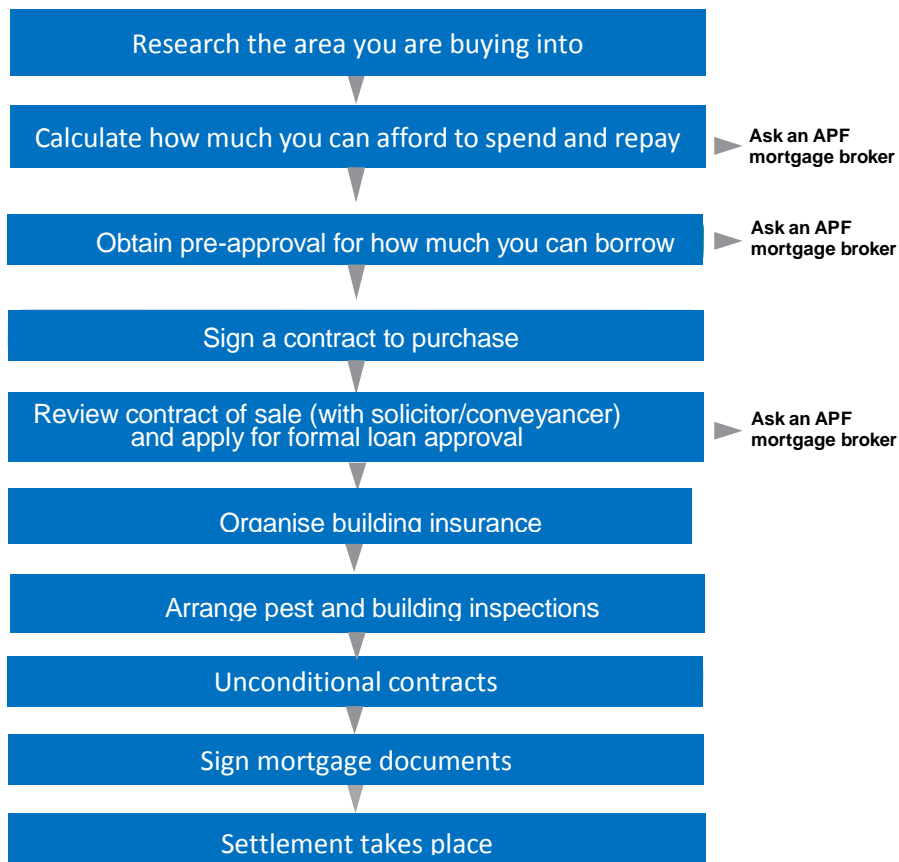 Research the area you are buying into
Calculate how much you can afford to spend and repay
Ask an APF
mortgage broker
Obtain pre-approval for how much you can borrow
Ask an APF
mortgage broker
Sign a contract to purchase
Review contract of sale (with solicitor/conveyancer)
and apply for formal loan approval
Ask an APF
mortgage broker
Organise building insurance
Arrange pest and building inspections
Unconditional contracts
Sign mortgage documents
Settlement takes place